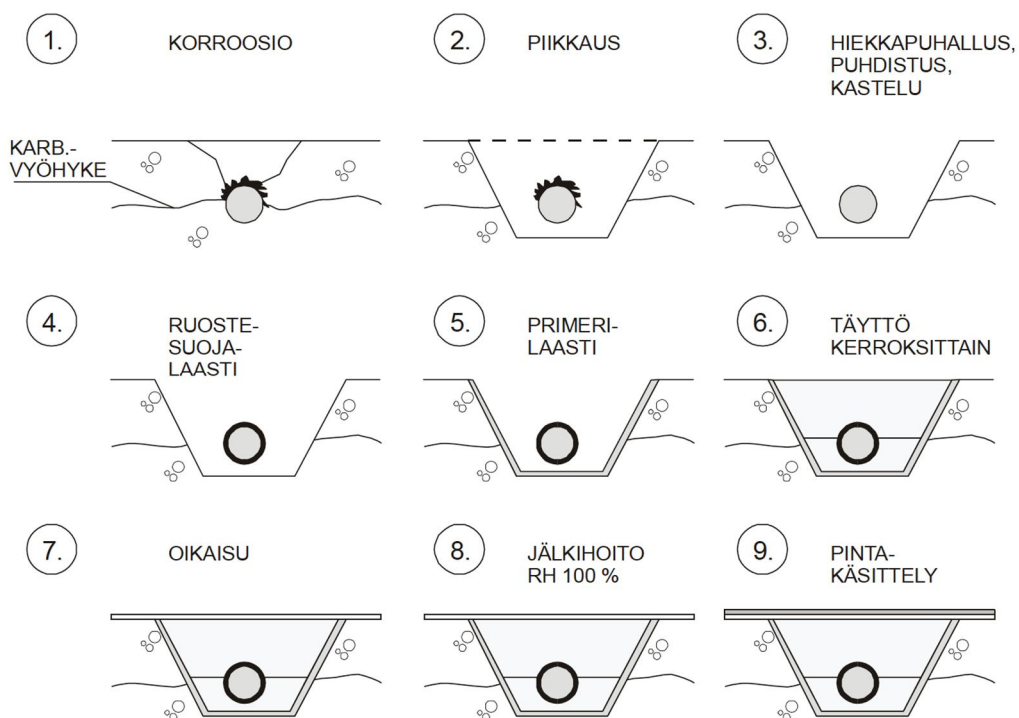 1.
KORROOSIO
2.
PIIKKAUS
3.
HIEKKAPUHALLUS,
PUHDISTUS,
KASTELU
KARB.-
VYÖHYKE
4.
RUOSTE-
SUOJA-
LAASTI
5.
PRIMERI-
LAASTI
6.
TÄYTTÖ
KERROKSITTAIN
7.
OIKAISU
8.
JÄLKIHOITO
RH 100 %
9.
PINTA-
KÄSITTELY